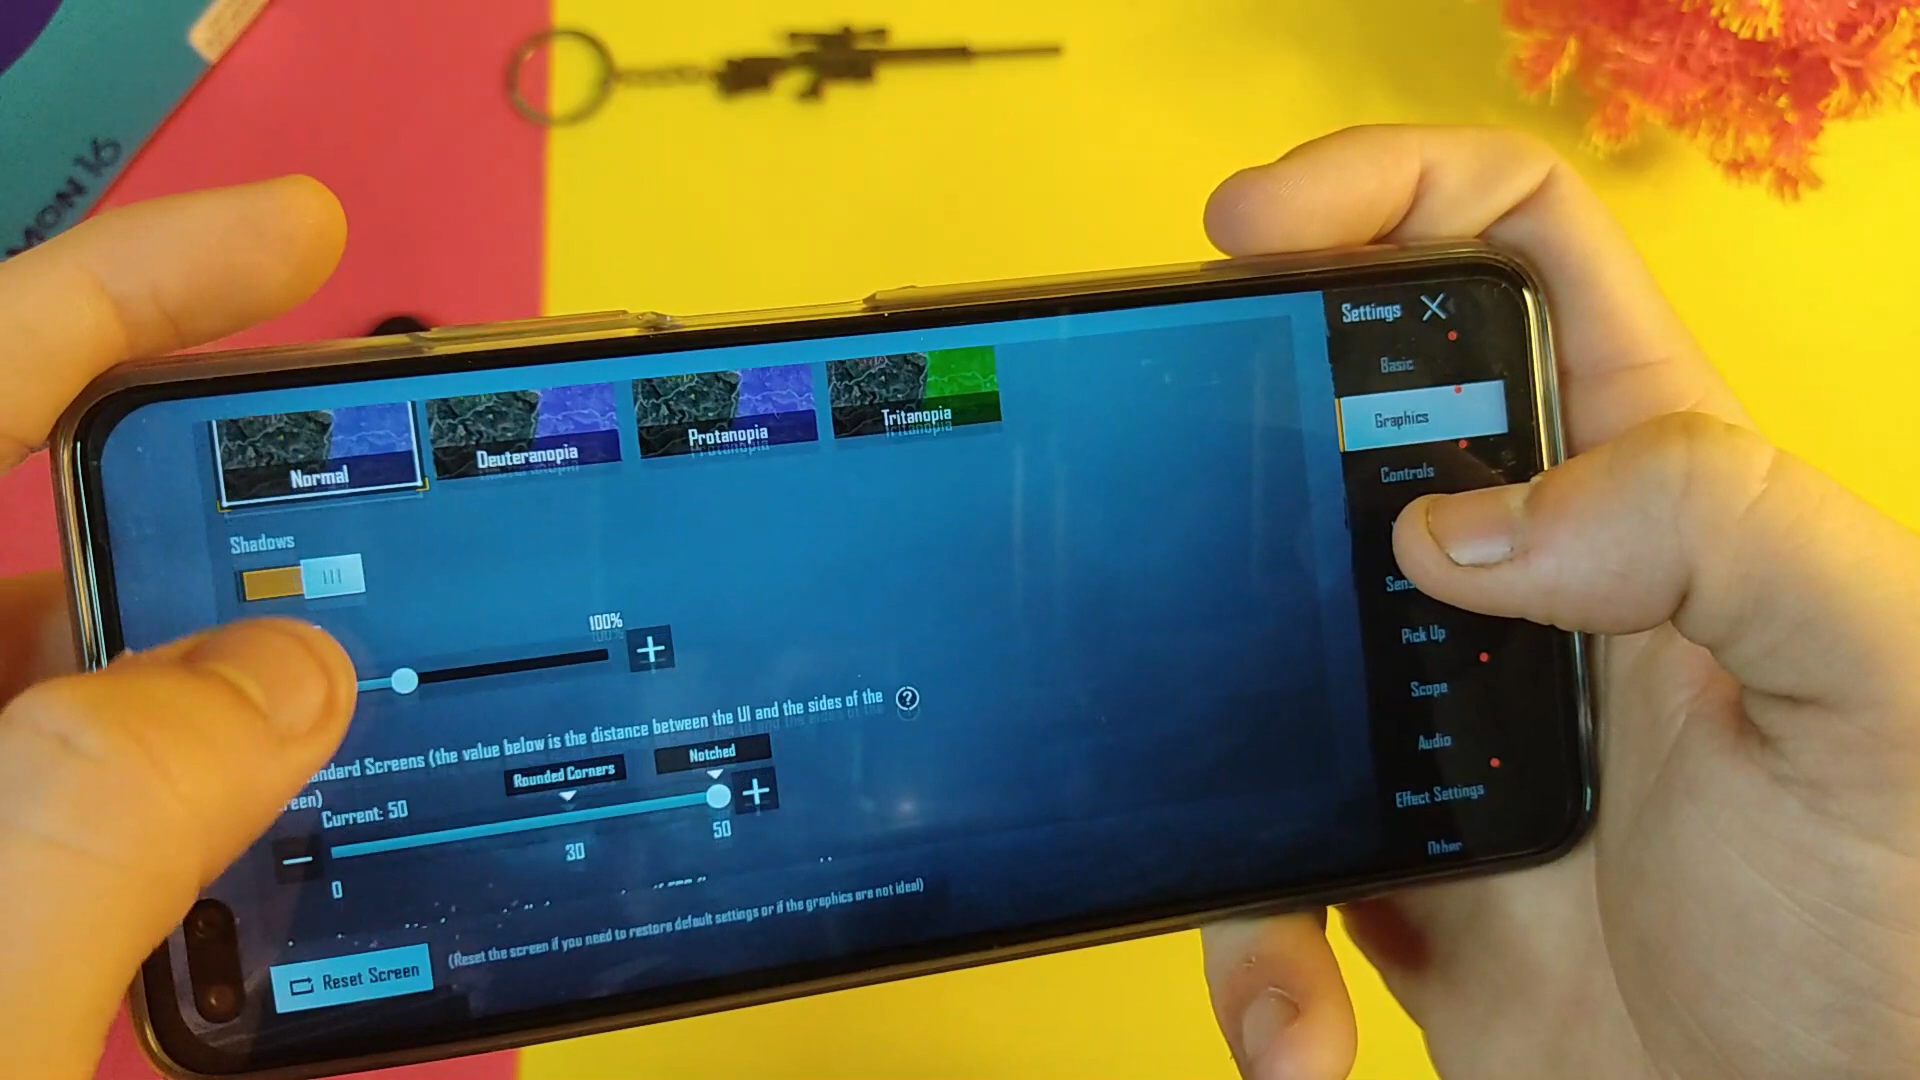 MON 16
Settings
Basic
Graphics
Controls
Pick Up
Scope
Audio
Effect Settings
Other
Normal
Deuteranopia
Protanopia
Tritanopia
Shadows
100%
Screens (the value below is the distance between the UI and the sides of the
Current: 50
Rounded Corners
Notched
0
30
50
Reset Screen
(Reset the screen if you need to restore default settings or if the graphics are not ideal)